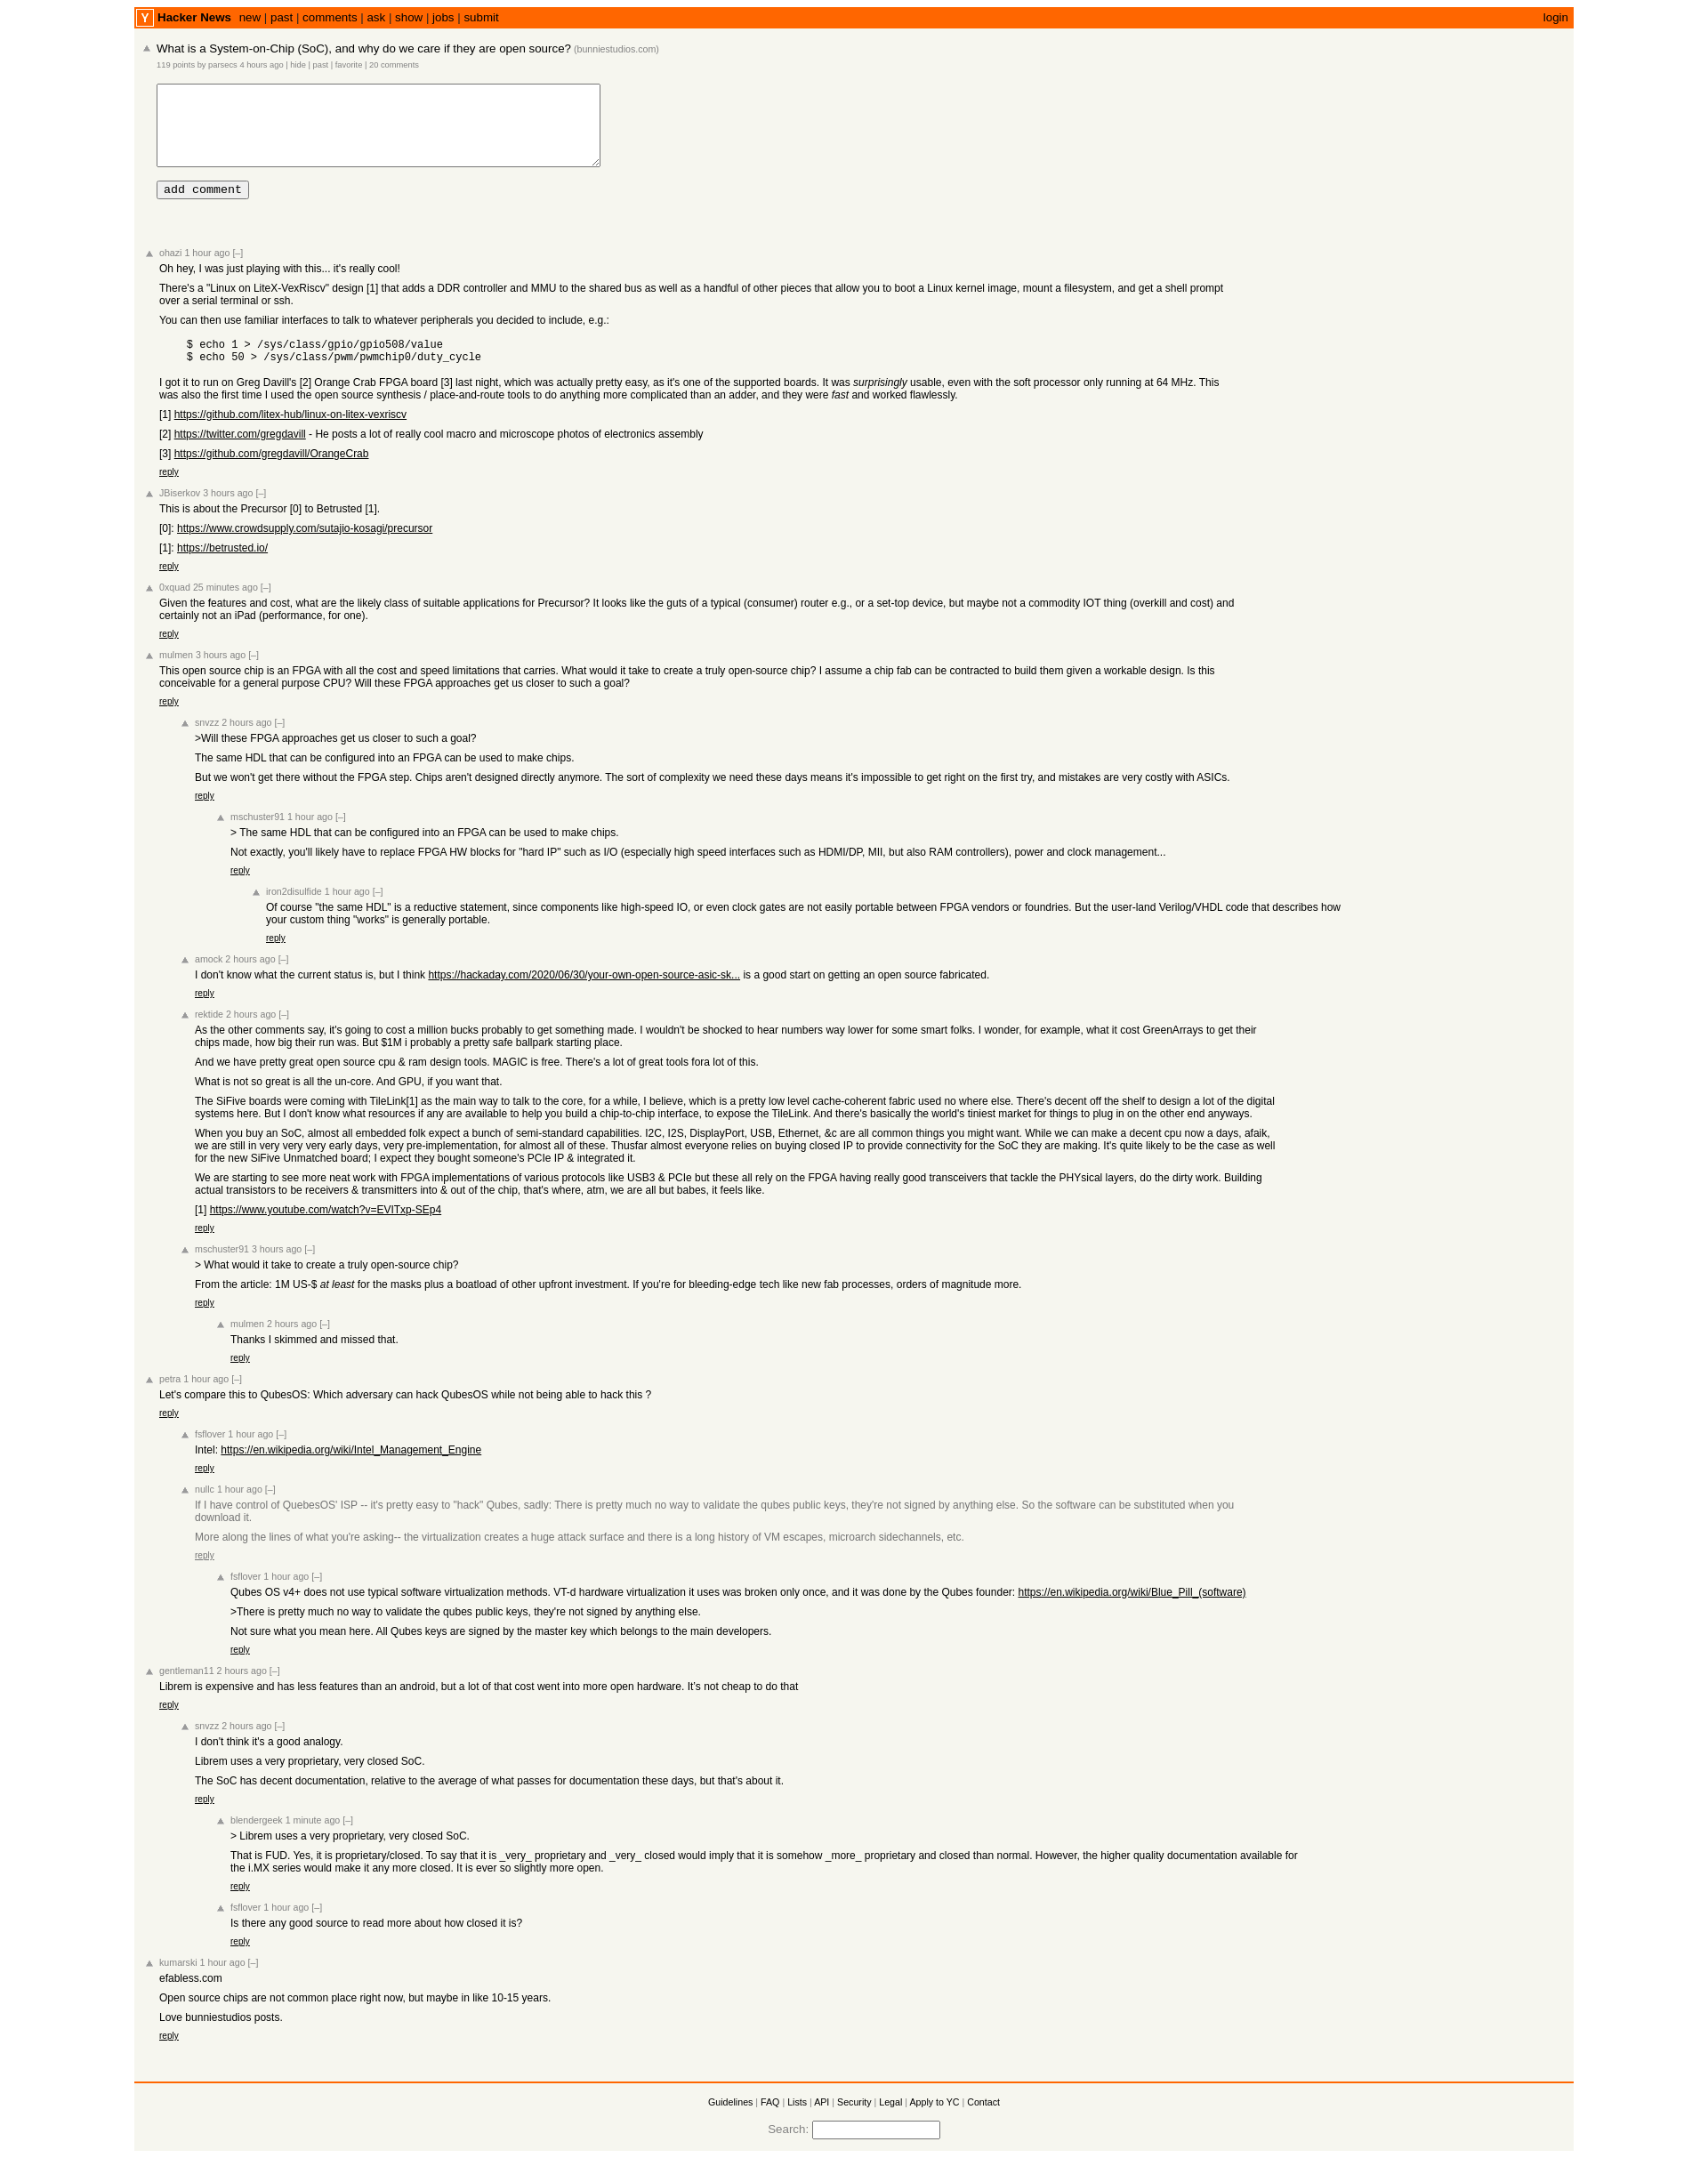 Y Hacker News new | past | comments | ask | show | jobs | submit login
What is a System-on-Chip (SoC), and why do we care if they are open source? (bunniestudios.com)
119 points by parsecs 4 hours ago | hide | past | favorite | 20 comments
add comment
ohazi 1 hour ago [–]
Oh hey, I was just playing with this... it's really cool!
There's a "Linux on LiteX-VexRiscv" design [1] that adds a DDR controller and MMU to the shared bus as well as a handful of other pieces that allow you to boot a Linux kernel image, mount a filesystem, and get a shell prompt
over a serial terminal or ssh.
You can then use familiar interfaces to talk to whatever peripherals you decided to include, e.g.:
$ echo 1 > /sys/class/gpio/gpio508/value
$ echo 50 > /sys/class/pwm/pwmchip0/duty_cycle
I got it to run on Greg Davill's [2] Orange Crab FPGA board [3] last night, which was actually pretty easy, as it's one of the supported boards. It was surprisingly usable, even with the soft processor only running at 64 MHz. This
was also the first time I used the open source synthesis / place-and-route tools to do anything more complicated than an adder, and they were fast and worked flawlessly.
[1] https://github.com/litex-hub/linux-on-litex-vexriscv
[2] https://twitter.com/gregdavill - He posts a lot of really cool macro and microscope photos of electronics assembly
[3] https://github.com/gregdavill/OrangeCrab
reply
JBiserkov 3 hours ago [–]
This is about the Precursor [0] to Betrusted [1].
[0]: https://www.crowdsupply.com/sutajio-kosagi/precursor
[1]: https://betrusted.io/
reply
0xquad 25 minutes ago [–]
Given the features and cost, what are the likely class of suitable applications for Precursor? It looks like the guts of a typical (consumer) router e.g., or a set-top device, but maybe not a commodity IOT thing (overkill and cost) and
certainly not an iPad (performance, for one).
reply
mulmen 3 hours ago [–]
This open source chip is an FPGA with all the cost and speed limitations that carries. What would it take to create a truly open-source chip? I assume a chip fab can be contracted to build them given a workable design. Is this
conceivable for a general purpose CPU? Will these FPGA approaches get us closer to such a goal?
reply
snvzz 2 hours ago [–]
>Will these FPGA approaches get us closer to such a goal?
The same HDL that can be configured into an FPGA can be used to make chips.
But we won't get there without the FPGA step. Chips aren't designed directly anymore. The sort of complexity we need these days means it's impossible to get right on the first try, and mistakes are very costly with ASICs.
reply
mschuster91 1 hour ago [–]
> The same HDL that can be configured into an FPGA can be used to make chips.
Not exactly, you'll likely have to replace FPGA HW blocks for "hard IP" such as I/O (especially high speed interfaces such as HDMI/DP, MII, but also RAM controllers), power and clock management...
reply
iron2disulfide 1 hour ago [–]
Of course "the same HDL" is a reductive statement, since components like high-speed IO, or even clock gates are not easily portable between FPGA vendors or foundries. But the user-land Verilog/VHDL code that describes how
your custom thing "works" is generally portable.
reply
amock 2 hours ago [–]
I don't know what the current status is, but I think https://hackaday.com/2020/06/30/your-own-open-source-asic-sk... is a good start on getting an open source fabricated.
reply
rektide 2 hours ago [–]
As the other comments say, it's going to cost a million bucks probably to get something made. I wouldn't be shocked to hear numbers way lower for some smart folks. I wonder, for example, what it cost GreenArrays to get their
chips made, how big their run was. But $1M i probably a pretty safe ballpark starting place.
And we have pretty great open source cpu & ram design tools. MAGIC is free. There's a lot of great tools fora lot of this.
What is not so great is all the un-core. And GPU, if you want that.
The SiFive boards were coming with TileLink[1] as the main way to talk to the core, for a while, I believe, which is a pretty low level cache-coherent fabric used no where else. There's decent off the shelf to design a lot of the digital
systems here. But I don't know what resources if any are available to help you build a chip-to-chip interface, to expose the TileLink. And there's basically the world's tiniest market for things to plug in on the other end anyways.
When you buy an SoC, almost all embedded folk expect a bunch of semi-standard capabilities. I2C, I2S, DisplayPort, USB, Ethernet, &c are all common things you might want. While we can make a decent cpu now a days, afaik,
we are still in very very very early days, very pre-implementation, for almost all of these. Thusfar almost everyone relies on buying closed IP to provide connectivity for the SoC they are making. It's quite likely to be the case as well
for the new SiFive Unmatched board; I expect they bought someone's PCIe IP & integrated it.
We are starting to see more neat work with FPGA implementations of various protocols like USB3 & PCIe but these all rely on the FPGA having really good transceivers that tackle the PHYsical layers, do the dirty work. Building
actual transistors to be receivers & transmitters into & out of the chip, that's where, atm, we are all but babes, it feels like.
[1] https://www.youtube.com/watch?v=EVITxp-SEp4
reply
mschuster91 3 hours ago [–]
> What would it take to create a truly open-source chip?
From the article: 1M US-$ at least for the masks plus a boatload of other upfront investment. If you're for bleeding-edge tech like new fab processes, orders of magnitude more.
reply
mulmen 2 hours ago [–]
Thanks I skimmed and missed that.
reply
petra 1 hour ago [–]
Let's compare this to QubesOS: Which adversary can hack QubesOS while not being able to hack this ?
reply
fsflover 1 hour ago [–]
Intel: https://en.wikipedia.org/wiki/Intel_Management_Engine
reply
nullc 1 hour ago [–]
If I have control of QuebesOS' ISP -- it's pretty easy to "hack" Qubes, sadly: There is pretty much no way to validate the qubes public keys, they're not signed by anything else. So the software can be substituted when you
download it.
More along the lines of what you're asking-- the virtualization creates a huge attack surface and there is a long history of VM escapes, microarch sidechannels, etc.
reply
fsflover 1 hour ago [–]
Qubes OS v4+ does not use typical software virtualization methods. VT-d hardware virtualization it uses was broken only once, and it was done by the Qubes founder: https://en.wikipedia.org/wiki/Blue_Pill_(software)
>There is pretty much no way to validate the qubes public keys, they're not signed by anything else.
Not sure what you mean here. All Qubes keys are signed by the master key which belongs to the main developers.
reply
gentleman11 2 hours ago [–]
Librem is expensive and has less features than an android, but a lot of that cost went into more open hardware. It's not cheap to do that
reply
snvzz 2 hours ago [–]
I don't think it's a good analogy.
Librem uses a very proprietary, very closed SoC.
The SoC has decent documentation, relative to the average of what passes for documentation these days, but that's about it.
reply
blendergeek 1 minute ago [–]
> Librem uses a very proprietary, very closed SoC.
That is FUD. Yes, it is proprietary/closed. To say that it is _very_ proprietary and _very_ closed would imply that it is somehow _more_ proprietary and closed than normal. However, the higher quality documentation available for
the i.MX series would make it any more closed. It is ever so slightly more open.
reply
fsflover 1 hour ago [–]
Is there any good source to read more about how closed it is?
reply
kumarski 1 hour ago [–]
efabless.com
Open source chips are not common place right now, but maybe in like 10-15 years.
Love bunniestudios posts.
reply
Guidelines | FAQ | Lists | API | Security | Legal | Apply to YC | Contact
Search: